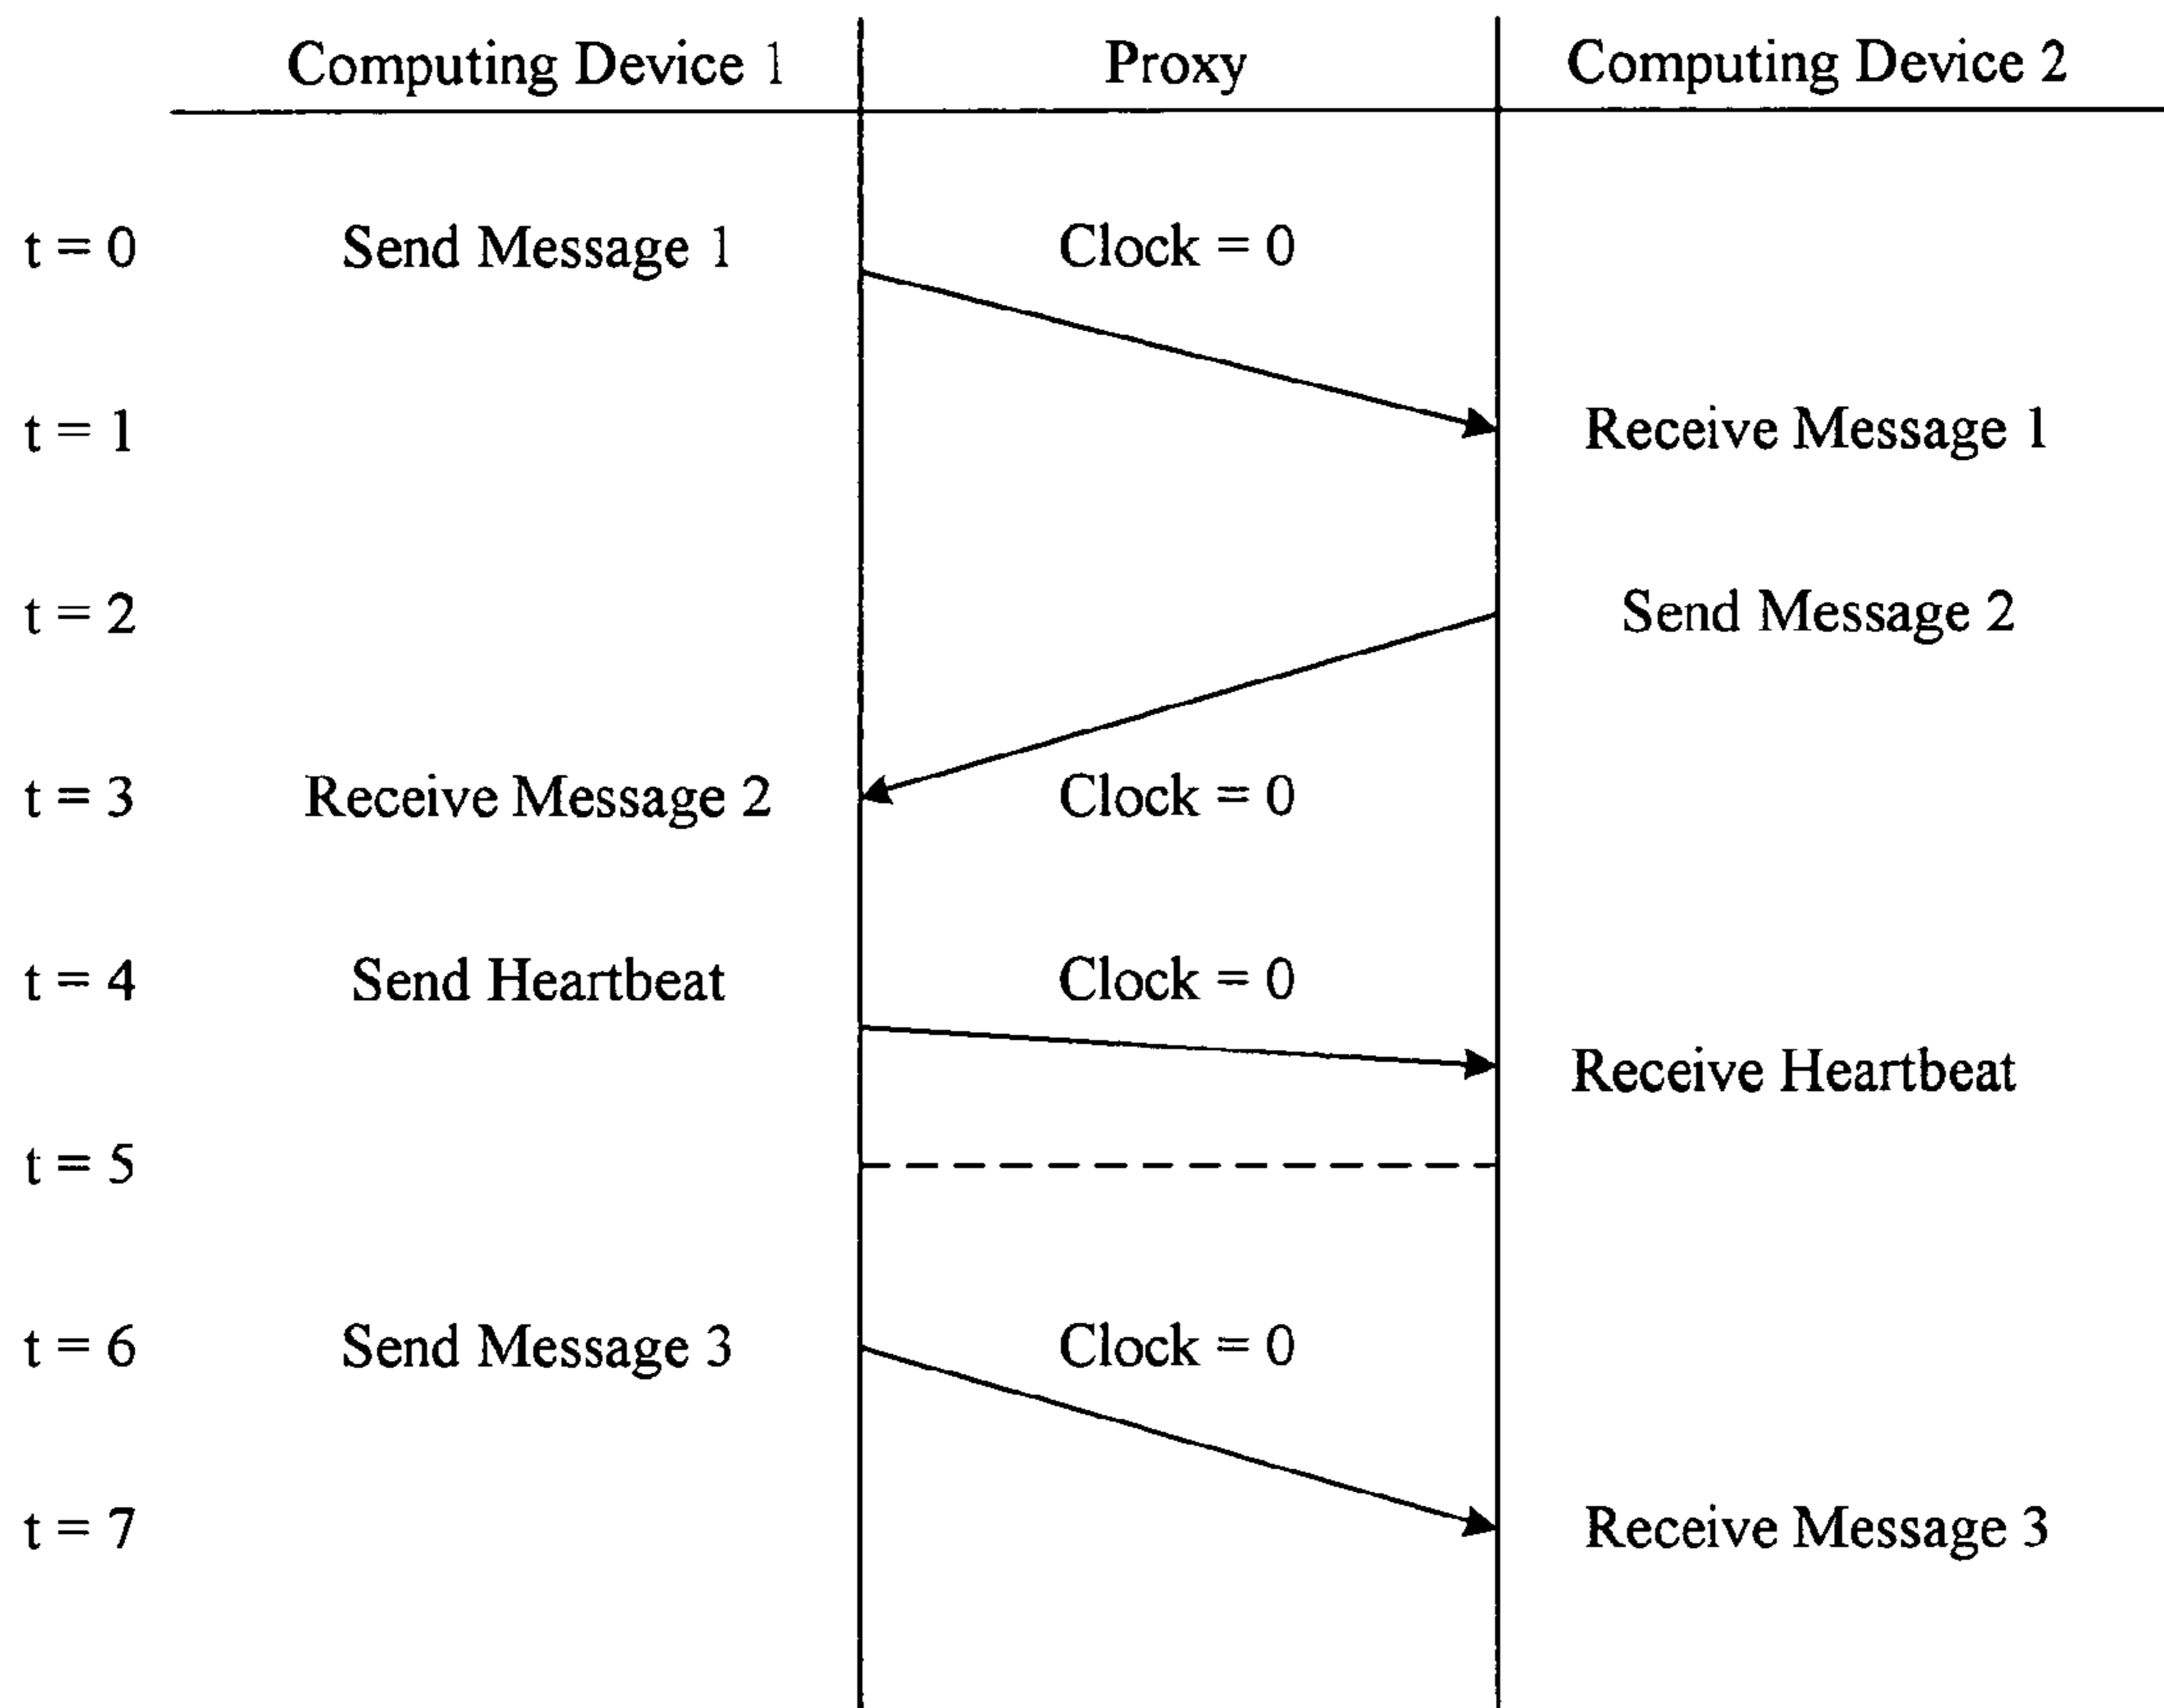 Computing Device 1 Proxy Computing Device 2
t = 0 Send Message 1 Clock = 0
t = 1 Receive Message 1
t = 2 Send Message 2
t = 3 Receive Message 2 Clock = 0
t = 4 Send Heartbeat Clock = 0
Receive Heartbeat
t = 5
t = 6 Send Message 3 Clock = 0
t = 7 Receive Message 3